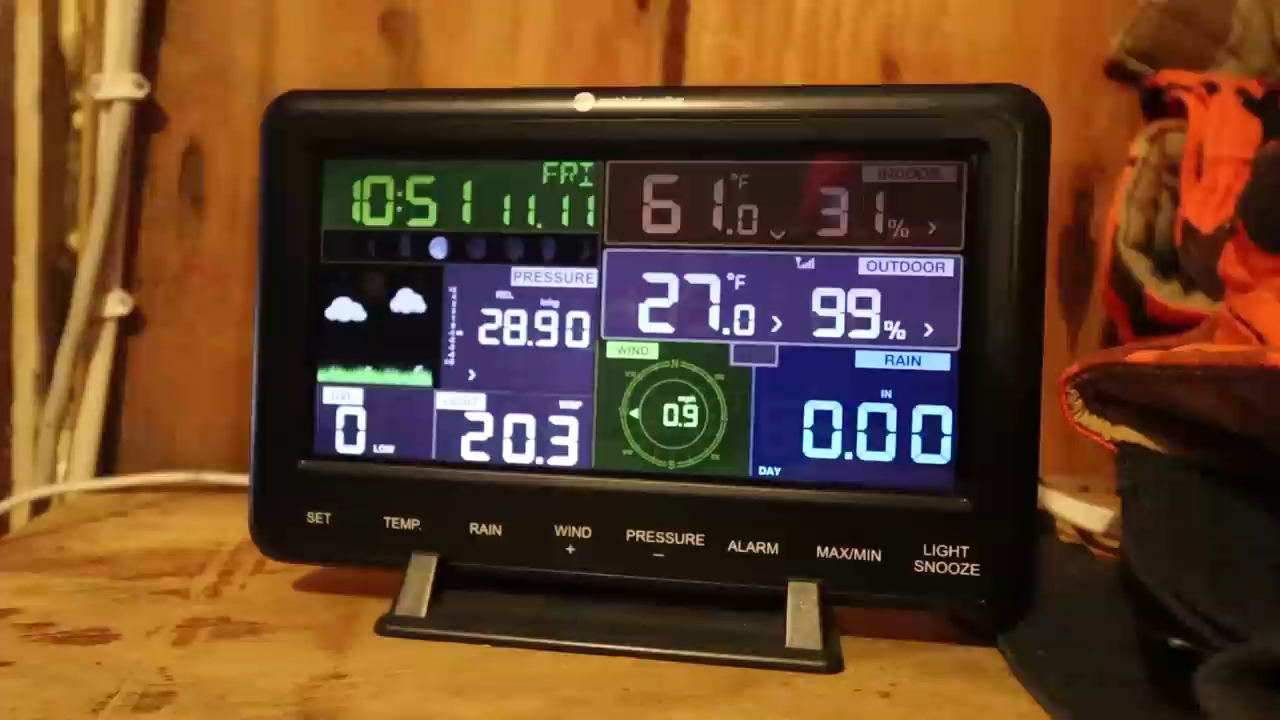 FRI
10:51 11.11
61.0 °F 31%
INDOOR
PRESSURE
REL inHg
28.90
OUTDOOR
27.0 °F 99%
WIND
N
0.9
S
RAIN
IN
0.00
DAY
0 LOW
20.3
SET
TEMP.
RAIN
WIND
+
PRESSURE
–
ALARM
MAX/MIN
LIGHT
SNOOZE